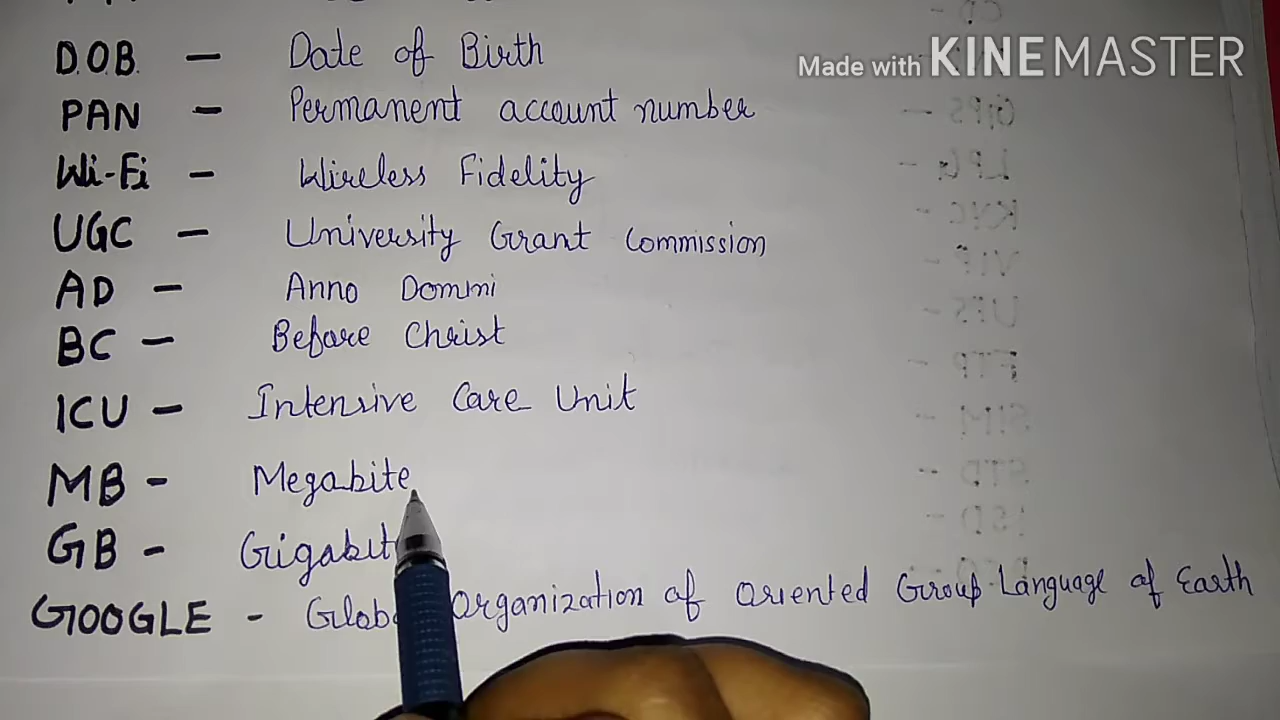 Made with KINEMASTER
D.O.B. - Date of Birth
PAN - Permanent account number
Wi-Fi - Wireless Fidelity
UGC - University Grant Commission
AD - Anno Dommi
BC - Before Christ
ICU - Intensive Care Unit
MB - Megabite
GB - Gigabit
GOOGLE - Global Organization of Oriented Group Language of Earth